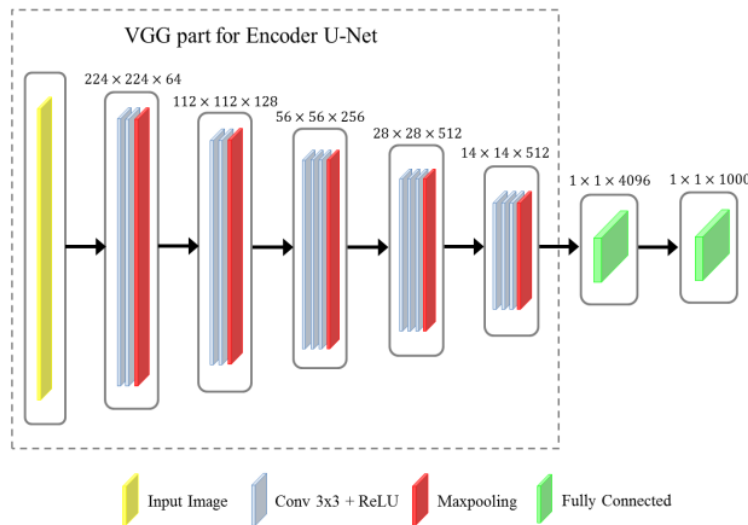 VGG part for Encoder U-Net
224 × 224 × 64
112 × 112 × 128
56 × 56 × 256
28 × 28 × 512
14 × 14 × 512
1 × 1 × 4096
1 × 1 × 1000
Input Image
Conv 3x3 + ReLU
Maxpooling
Fully Connected